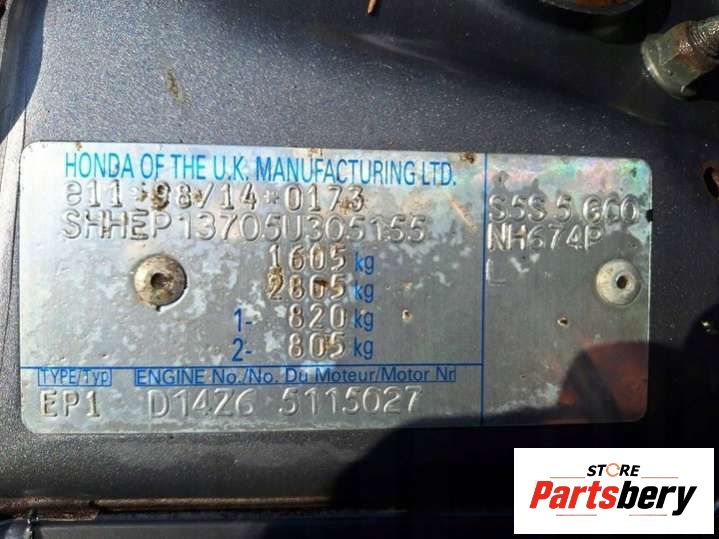 HONDA OF THE U.K. MANUFACTURING LTD.
e11*98/14*0173
SHHEP13705U305155
1605 kg
2805 kg
1- 820 kg
2- 805 kg
S5S 5 GCO
NH674P
L
TYPE/Typ
ENGINE No./No. Du Moteur/Motor Nr
EP1 D14Z6 5115027
STORE
Partsbery